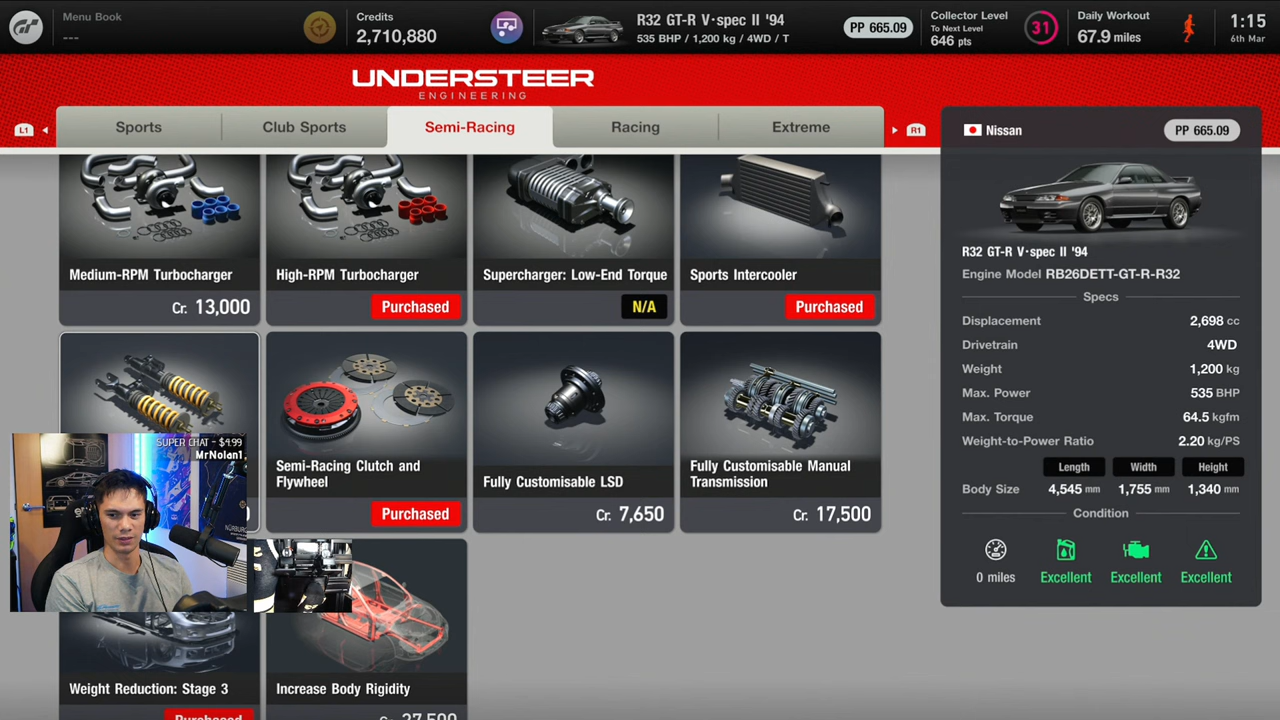 Menu Book
---
Credits
2,710,880
R32 GT-R V·spec II '94
535 BHP / 1,200 kg / 4WD / T
PP 665.09
Collector Level
To Next Level
646 pts
31
Daily Workout
67.9 miles
1:15
6th Mar
UNDERSTEER
ENGINEERING
L1
Sports
Club Sports
Semi-Racing
Racing
Extreme
R1
Medium-RPM Turbocharger
Cr. 13,000
High-RPM Turbocharger
Purchased
Supercharger: Low-End Torque
N/A
Sports Intercooler
Purchased
SUPER CHAT - $4.99
MrNolan1
Semi-Racing Clutch and
Flywheel
Purchased
Fully Customisable LSD
Cr. 7,650
Fully Customisable Manual
Transmission
Cr. 17,500
Weight Reduction: Stage 3
Purchased
Increase Body Rigidity
27,500
Nissan
PP 665.09
R32 GT-R V·spec II '94
Engine Model RB26DETT-GT-R-R32
Specs
Displacement 2,698 cc
Drivetrain 4WD
Weight 1,200 kg
Max. Power 535 BHP
Max. Torque 64.5 kgfm
Weight-to-Power Ratio 2.20 kg/PS
Length Width Height
Body Size 4,545 mm 1,755 mm 1,340 mm
Condition
0 miles Excellent Excellent Excellent